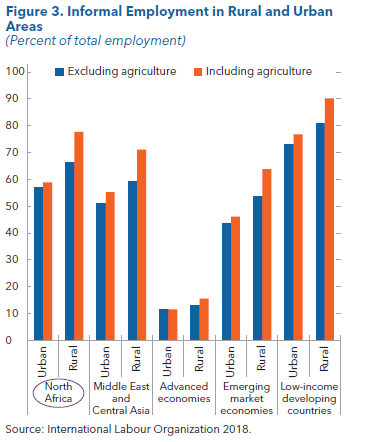 Figure 3. Informal Employment in Rural and Urban
Areas
(Percent of total employment)
Excluding agriculture Including agriculture
100
90
80
70
60
50
40
30
20
10
0
Urban Rural Urban Rural Urban Rural Urban Rural Urban Rural
North Middle East Advanced Emerging Low-income
Africa and economies market developing
Central Asia economies countries
Source: International Labour Organization 2018.